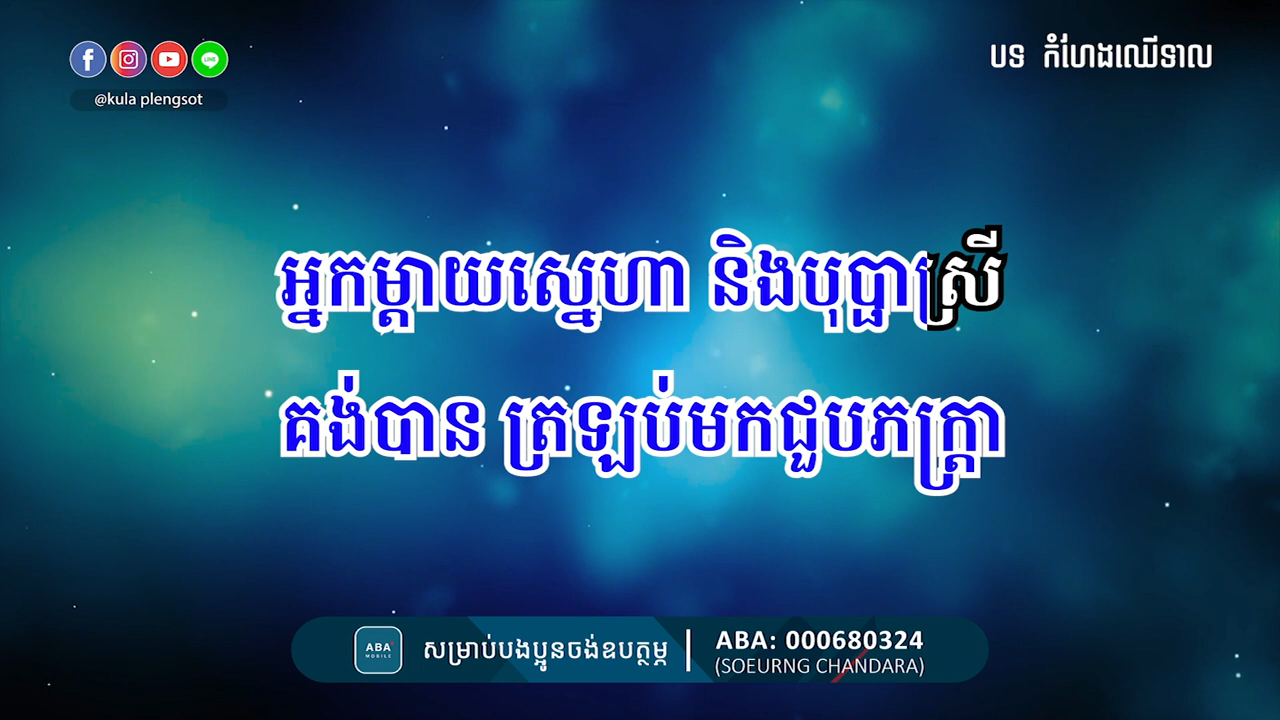 @kula plengsot
បទ កំហែងឈើទាល
អ្នកម្ដាយស្នេហា និងបុប្ផាស្រី
គង់បាន ត្រឡប់មកជួបភក្ត្រា
ABA
MOBILE
សម្រាប់បងប្អូនចង់ឧបត្ថម្ភ
ABA: 000680324
(SOEURNG CHANDARA)